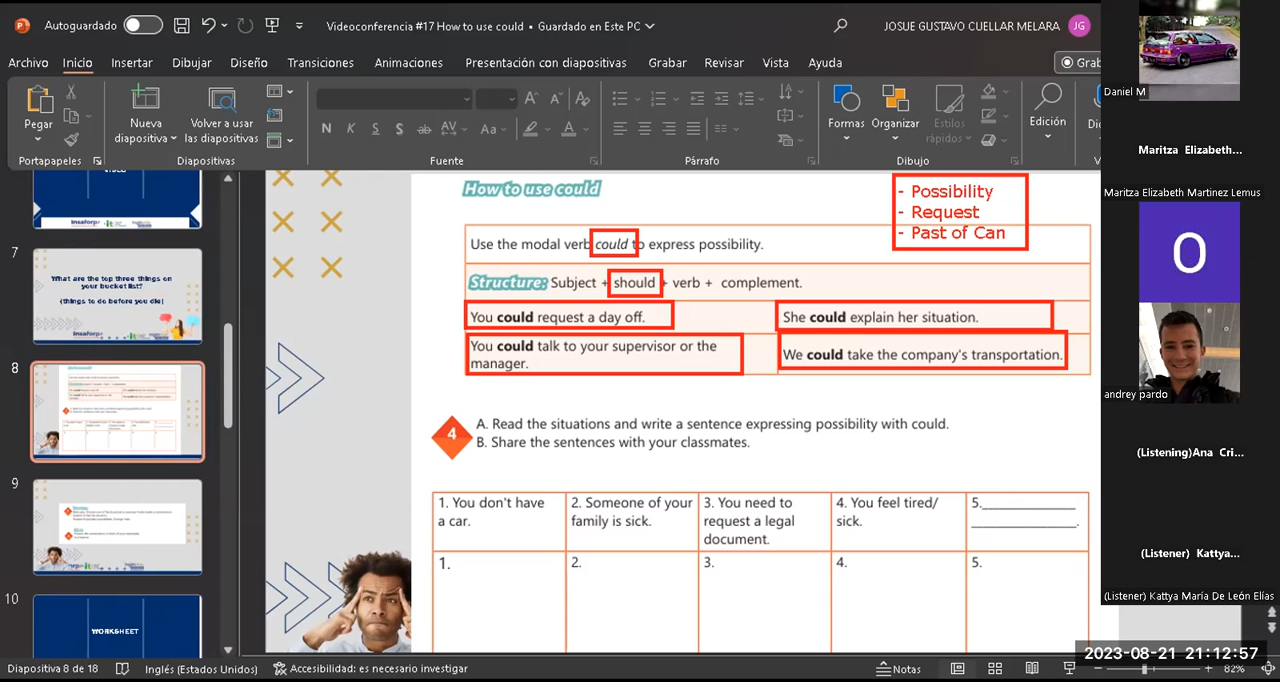 Autoguardado
Videoconferencia #17 How to use could • Guardado en Este PC
JOSUE GUSTAVO CUELLAR MELARA
JG
Archivo Inicio Insertar Dibujar Diseño Transiciones Animaciones Presentación con diapositivas Grabar Revisar Vista Ayuda
Grab
Pegar
Nueva
diapositiva
Volver a usar
las diapositivas
N K S S ab AV Aa A
Formas
Organizar
Estilos
rápidos
Edición
Portapapeles
Diapositivas
Fuente
Párrafo
Dibujo
7
What are the top three things on
your bucket list?
(things to do before you die)
8
9
10
WORKSHEET
How to use could
- Possibility
- Request
- Past of Can
Use the modal verb could to express possibility.
Structure: Subject + should + verb + complement.
You could request a day off.
She could explain her situation.
You could talk to your supervisor or the
manager.
We could take the company's transportation.
4
A. Read the situations and write a sentence expressing possibility with could.
B. Share the sentences with your classmates.
1. You don't have
a car.
2. Someone of your
family is sick.
3. You need to
request a legal
document.
4. You feel tired/
sick.
5.____________
____________.
1.
2.
3.
4.
5.
Daniel M
Maritza Elizabeth...
Maritza Elizabeth Martinez Lemus
O
andrey pardo
(Listening)Ana Cri...
(Listener) Kattya...
(Listener) Kattya María De León Elías
2023-08-21 21:12:57
Diapositiva 8 de 18
Inglés (Estados Unidos)
Accesibilidad: es necesario investigar
Notas
82%